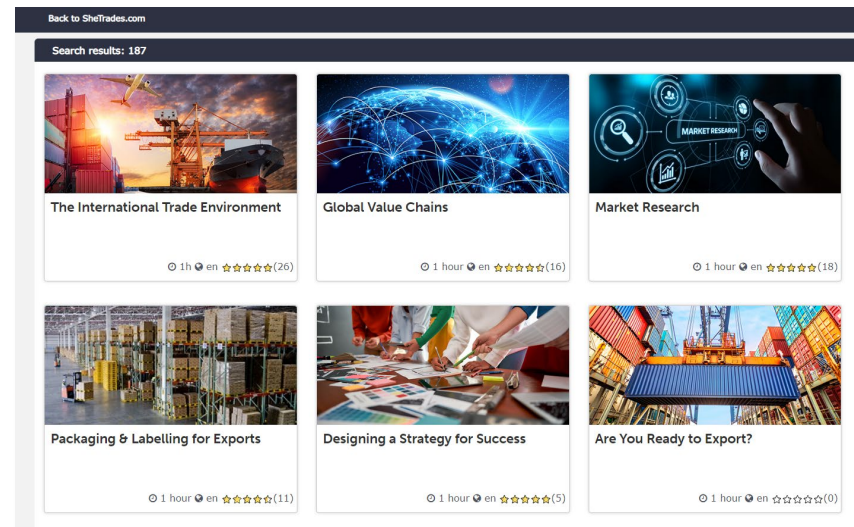 Back to SheTrades.com
Search results: 187
MARKET RESEARCH
The International Trade Environment
Global Value Chains
Market Research
1h en (26)
1 hour en (16)
1 hour en (18)
Packaging & Labelling for Exports
Designing a Strategy for Success
Are You Ready to Export?
1 hour en (11)
1 hour en (5)
1 hour en (0)